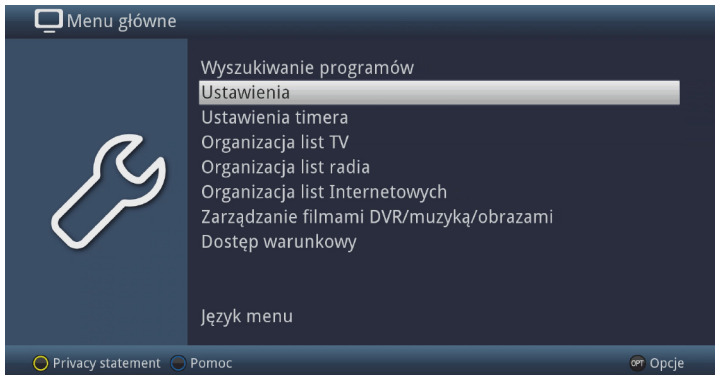 Menu główne
Wyszukiwanie programów
Ustawienia
Ustawienia timera
Organizacja list TV
Organizacja list radia
Organizacja list Internetowych
Zarządzanie filmami DVR/muzyką/obrazami
Dostęp warunkowy
Język menu
Privacy statement Pomoc OPT Opcje